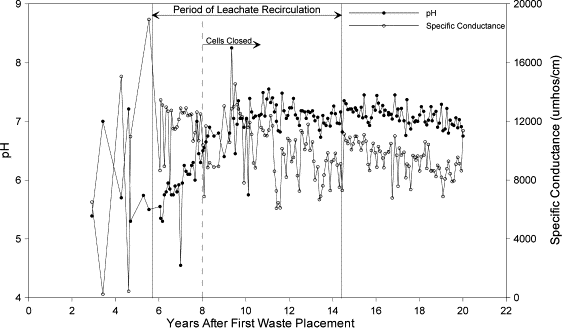 Period of Leachate Recirculation
Cells Closed
pH
Specific Conductance
9
8
7
6
5
4
pH
20000
16000
12000
8000
4000
0
Specific Conductance (umhos/cm)
0 2 4 6 8 10 12 14 16 18 20 22
Years After First Waste Placement